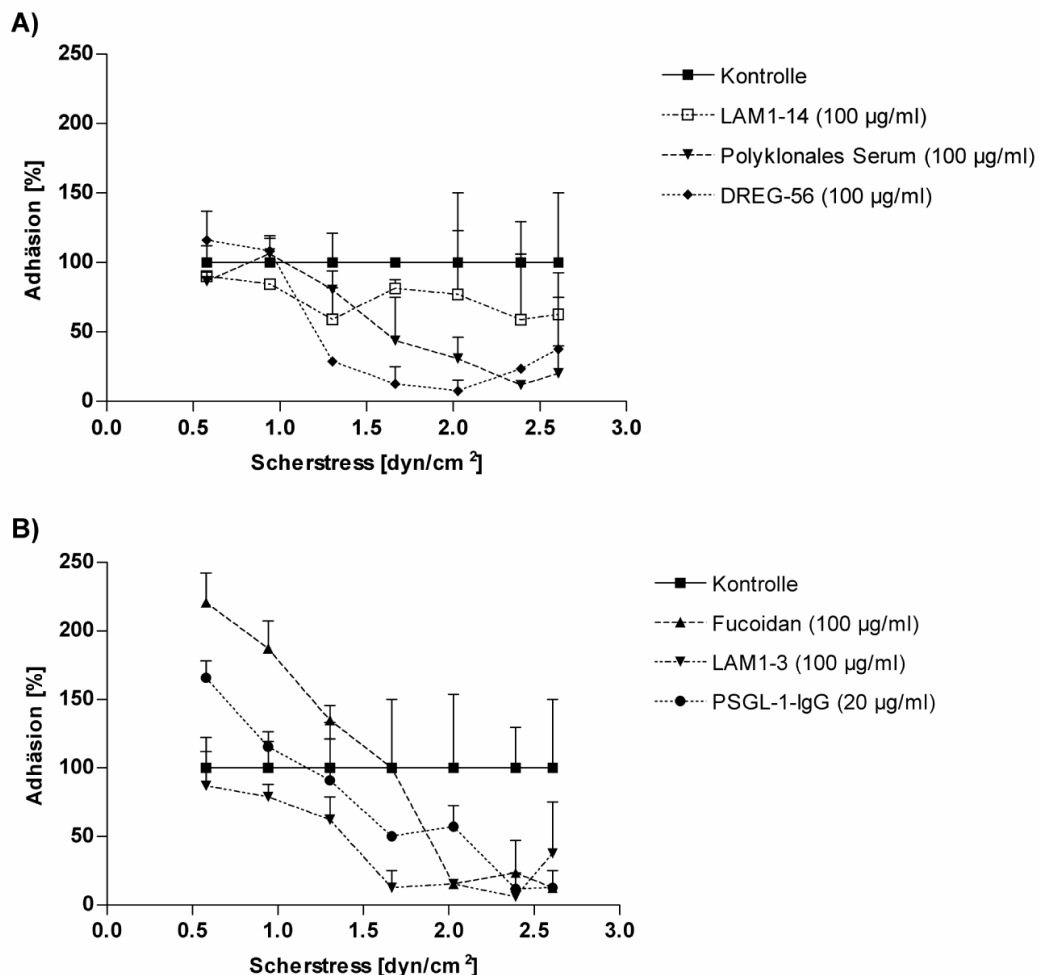 A)
250
200
150
100
50
0
Adhäsion [%]
0.0 0.5 1.0 1.5 2.0 2.5 3.0
Scherstress [dyn/cm²]
Kontrolle
LAM1-14 (100 µg/ml)
Polyklonales Serum (100 µg/ml)
DREG-56 (100 µg/ml)
B)
250
200
150
100
50
0
Adhäsion [%]
0.0 0.5 1.0 1.5 2.0 2.5 3.0
Scherstress [dyn/cm²]
Kontrolle
Fucoidan (100 µg/ml)
LAM1-3 (100 µg/ml)
PSGL-1-IgG (20 µg/ml)